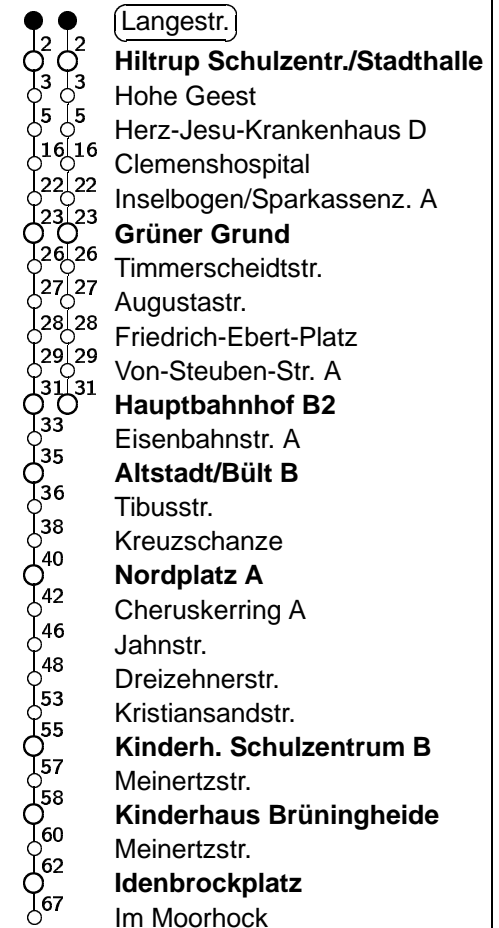 Langestr.
2 2
Hiltrup Schulzentr./Stadthalle
3 3
Hohe Geest
5 5
Herz-Jesu-Krankenhaus D
16 16
Clemenshospital
22 22
Inselbogen/Sparkassenz. A
23 23
Grüner Grund
26 26
Timmerscheidtstr.
27 27
Augustastr.
28 28
Friedrich-Ebert-Platz
29 29
Von-Steuben-Str. A
31 31
Hauptbahnhof B2
33
Eisenbahnstr. A
35
Altstadt/Bült B
36
Tibusstr.
38
Kreuzschanze
40
Nordplatz A
42
Cheruskerring A
46
Jahnstr.
48
Dreizehnerstr.
53
Kristiansandstr.
55
Kinderh. Schulzentrum B
57
Meinertzstr.
58
Kinderhaus Brüningheide
60
Meinertzstr.
62
Idenbrockplatz
67
Im Moorhock